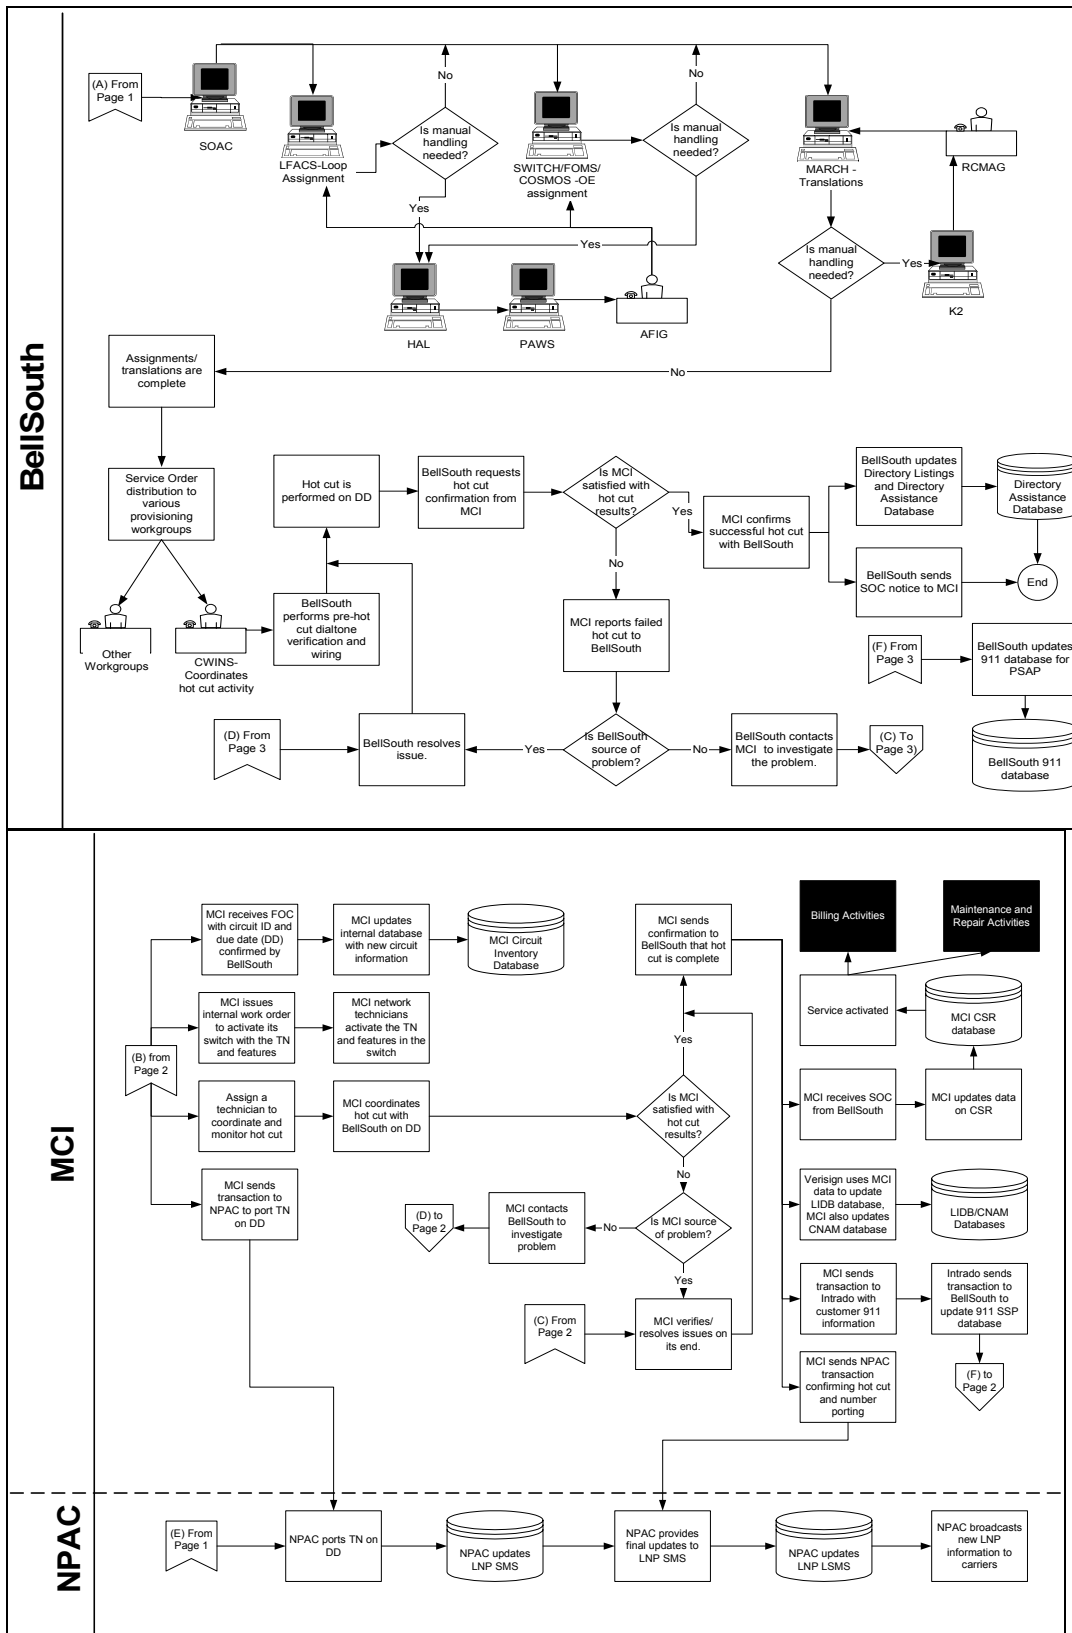 BellSouth
(A) From
Page 1
SOAC
LFACS-Loop
Assignment
No
Is manual
handling
needed?
Yes
SWITCH/FOMS/
COSMOS -OE
assignment
No
Is manual
handling
needed?
Yes
MARCH -
Translations
RCMAG
Is manual
handling
needed?
Yes
K2
HAL
PAWS
AFIG
No
Assignments/
translations are
complete
Service Order
distribution to
various
provisioning
workgroups
Other
Workgroups
CWINS-
Coordinates
hot cut activity
BellSouth
performs pre-hot
cut dialtone
verification and
wiring
Hot cut is
performed on DD
BellSouth requests
hot cut
confirmation from
MCI
Is MCI
satisfied with
hot cut
results?
Yes
No
MCI confirms
successful hot cut
with BellSouth
BellSouth updates
Directory Listings
and Directory
Assistance
Database
Directory
Assistance
Database
BellSouth sends
SOC notice to MCI
End
MCI reports failed
hot cut to
BellSouth
(F) From
Page 3
BellSouth updates
911 database for
PSAP
BellSouth 911
database
(D) From
Page 3
BellSouth resolves
issue.
Yes
Is BellSouth
source of
problem?
No
BellSouth contacts
MCI to investigate
the problem.
(C) To
Page 3)
MCI
(B) from
Page 2
MCI receives FOC
with circuit ID and
due date (DD)
confirmed by
BellSouth
MCI updates
internal database
with new circuit
information
MCI Circuit
Inventory
Database
MCI issues
internal work order
to activate its
switch with the TN
and features
MCI network
technicians
activate the TN
and features in the
switch
Assign a
technician to
coordinate and
monitor hot cut
MCI coordinates
hot cut with
BellSouth on DD
MCI sends
transaction to
NPAC to port TN
on DD
MCI sends
confirmation to
BellSouth that hot
cut is complete
Yes
Is MCI
satisfied with
hot cut
results?
No
Is MCI source
of problem?
No
MCI contacts
BellSouth to
investigate
problem
(D) to
Page 2
Yes
(C) From
Page 2
MCI verifies/
resolves issues on
its end.
Billing Activities
Maintenance and
Repair Activities
Service activated
MCI CSR
database
MCI receives SOC
from BellSouth
MCI updates data
on CSR
Verisign uses MCI
data to update
LIDB database,
MCI also updates
CNAM database
LIDB/CNAM
Databases
MCI sends
transaction to
Intrado with
customer 911
information
Intrado sends
transaction to
BellSouth to
update 911 SSP
database
(F) to
Page 2
MCI sends NPAC
transaction
confirming hot cut
and number
porting
NPAC
(E) From
Page 1
NPAC ports TN on
DD
NPAC updates
LNP SMS
NPAC provides
final updates to
LNP SMS
NPAC updates
LNP LSMS
NPAC broadcasts
new LNP
information to
carriers